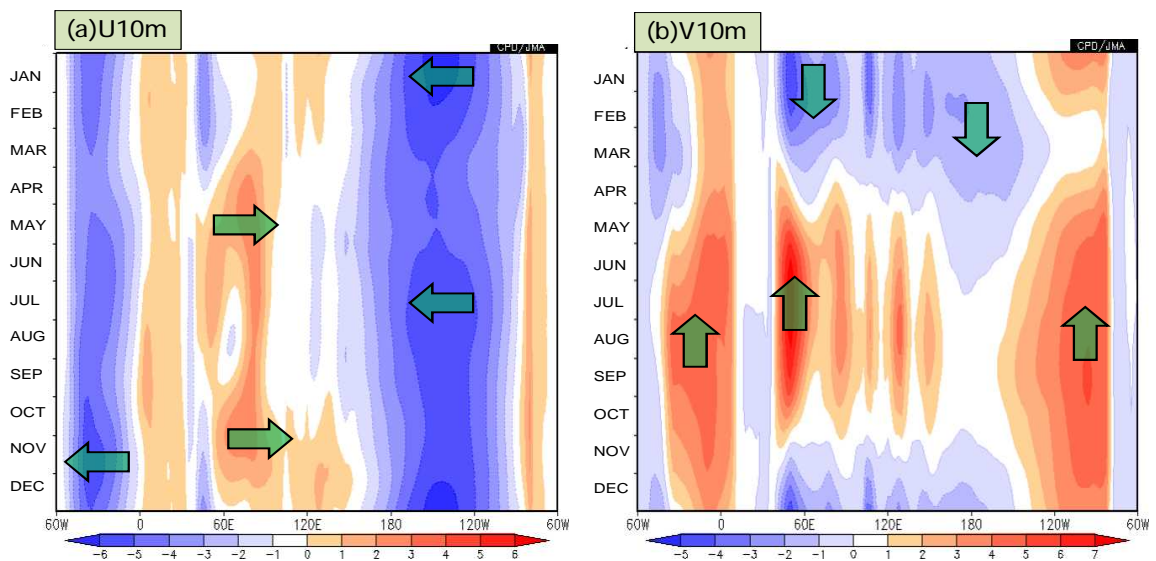 (a)U10m
CPD/JMA
JAN
FEB
MAR
APR
MAY
JUN
JUL
AUG
SEP
OCT
NOV
DEC
60W 0 60E 120E 180 120W 60W
-6 -5 -4 -3 -2 -1 0 1 2 3 4 5 6
(b)V10m
CPD/JMA
JAN
FEB
MAR
APR
MAY
JUN
JUL
AUG
SEP
OCT
NOV
DEC
60W 0 60E 120E 180 120W 60W
-5 -4 -3 -2 -1 0 1 2 3 4 5 6 7